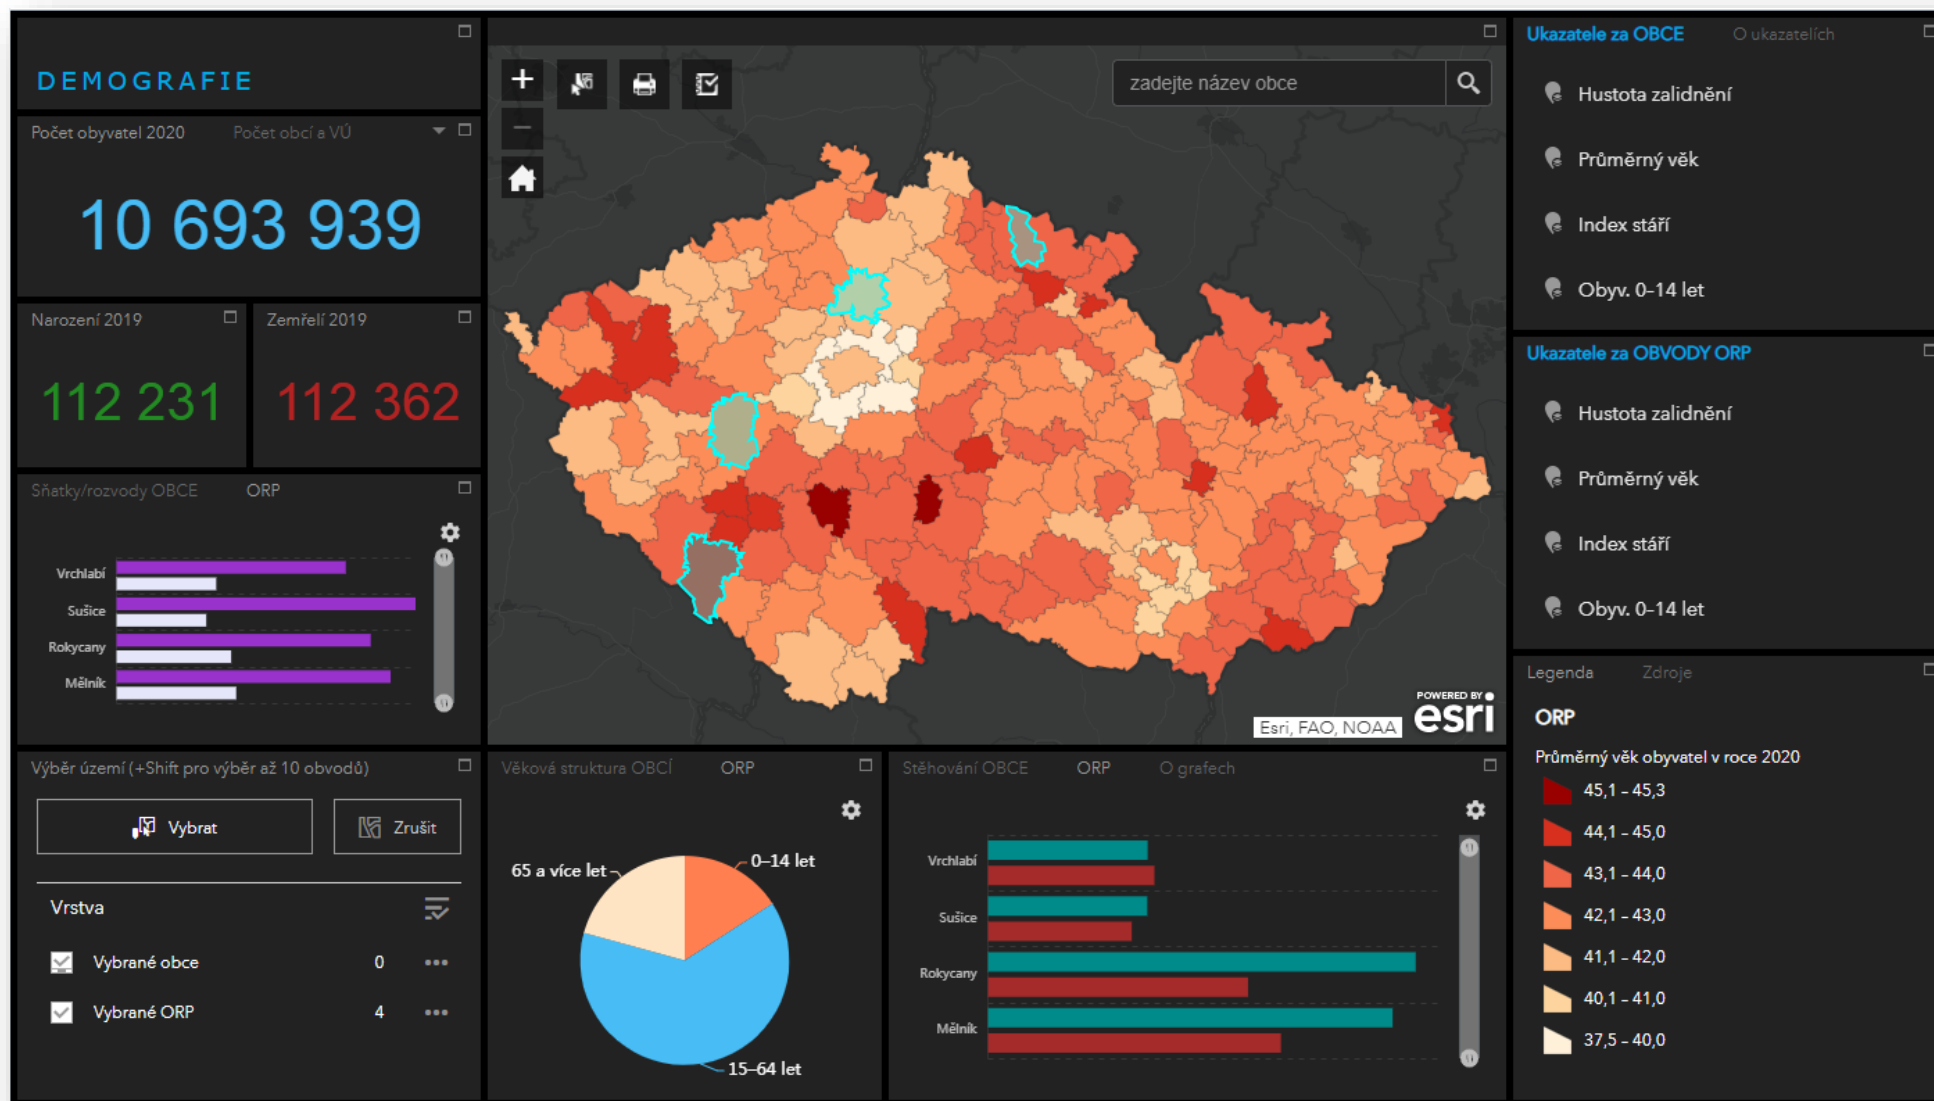 DEMOGRAFIE
Počet obyvatel 2020 Počet obcí a VÚ
10 693 939
Narození 2019
112 231
Zemřelí 2019
112 362
Sňatky/rozvody OBCE ORP
Vrchlabí
Sušice
Rokycany
Mělník
Výběr území (+Shift pro výběr až 10 obvodů)
Vybrat Zrušit
Vrstva
Vybrané obce 0
Vybrané ORP 4
zadejte název obce
POWERED BY
esri
Esri, FAO, NOAA
Věková struktura OBCÍ ORP
65 a více let
0–14 let
15–64 let
Stěhování OBCE ORP O grafech
Vrchlabí
Sušice
Rokycany
Mělník
Ukazatele za OBCE O ukazatelích
Hustota zalidnění
Průměrný věk
Index stáří
Obyv. 0–14 let
Ukazatele za OBVODY ORP
Hustota zalidnění
Průměrný věk
Index stáří
Obyv. 0–14 let
Legenda Zdroje
ORP
Průměrný věk obyvatel v roce 2020
45,1 – 45,3
44,1 – 45,0
43,1 – 44,0
42,1 – 43,0
41,1 – 42,0
40,1 – 41,0
37,5 – 40,0